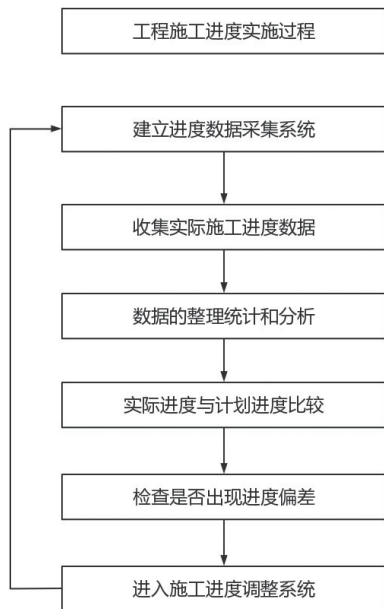 工程施工进度实施过程
建立进度数据采集系统
收集实际施工进度数据
数据的整理统计和分析
实际进度与计划进度比较
检查是否出现进度偏差
进入施工进度调整系统